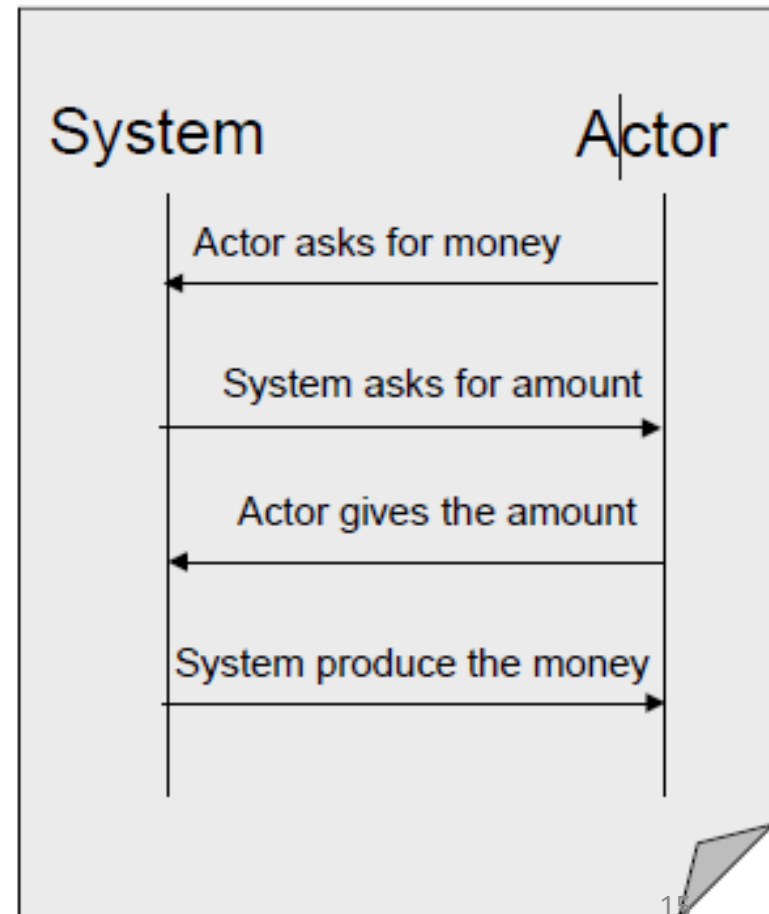 System Actor
Actor asks for money
System asks for amount
Actor gives the amount
System produce the money